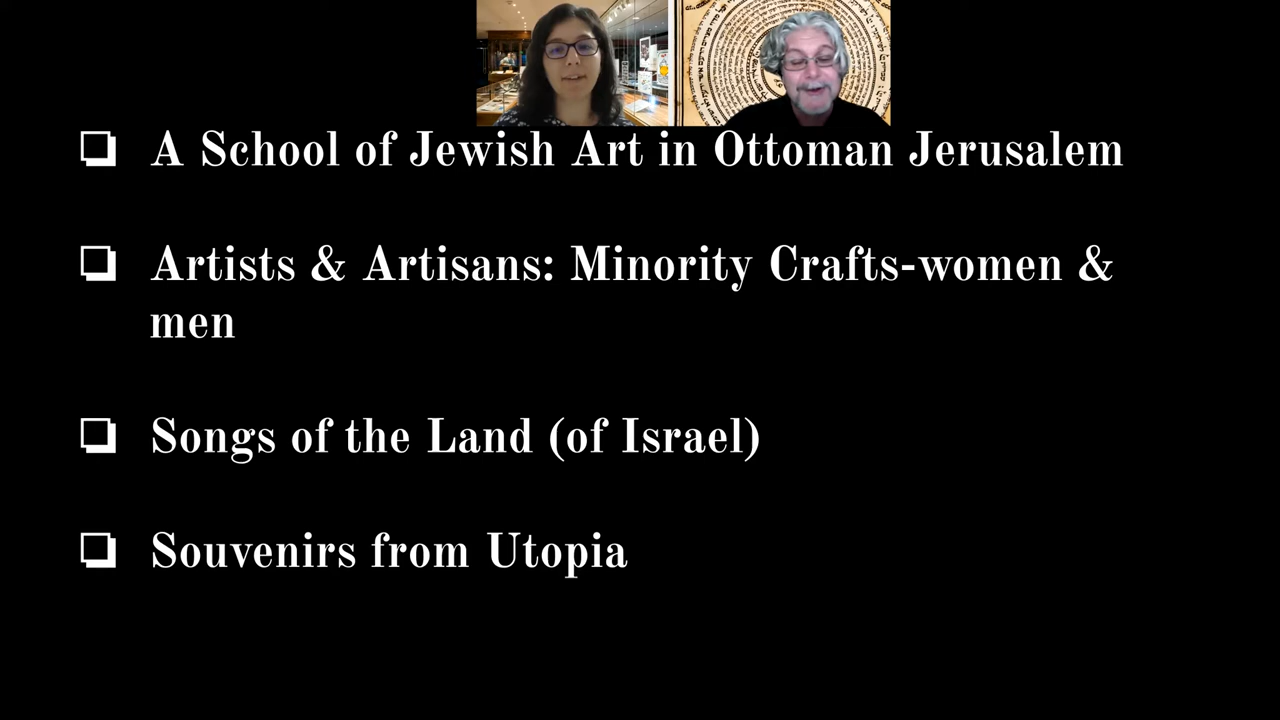 A School of Jewish Art in Ottoman Jerusalem
Artists & Artisans: Minority Crafts-women &
men
Songs of the Land (of Israel)
Souvenirs from Utopia